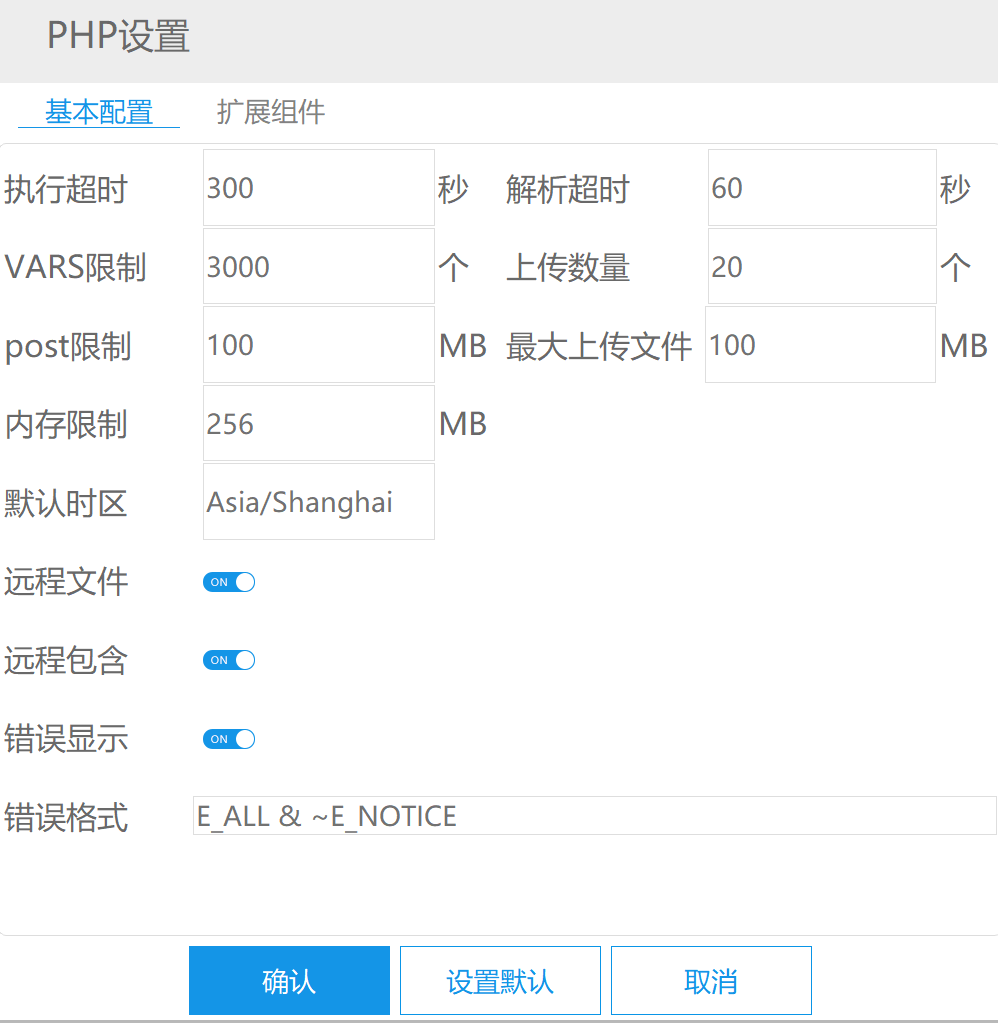 PHP设置
基本配置 扩展组件
执行超时 300 秒 解析超时 60 秒
VARS限制 3000 个 上传数量 20 个
post限制 100 MB 最大上传文件 100 MB
内存限制 256 MB
默认时区 Asia/Shanghai
远程文件 ON
远程包含 ON
错误显示 ON
错误格式 E_ALL & ~E_NOTICE
确认 设置默认 取消